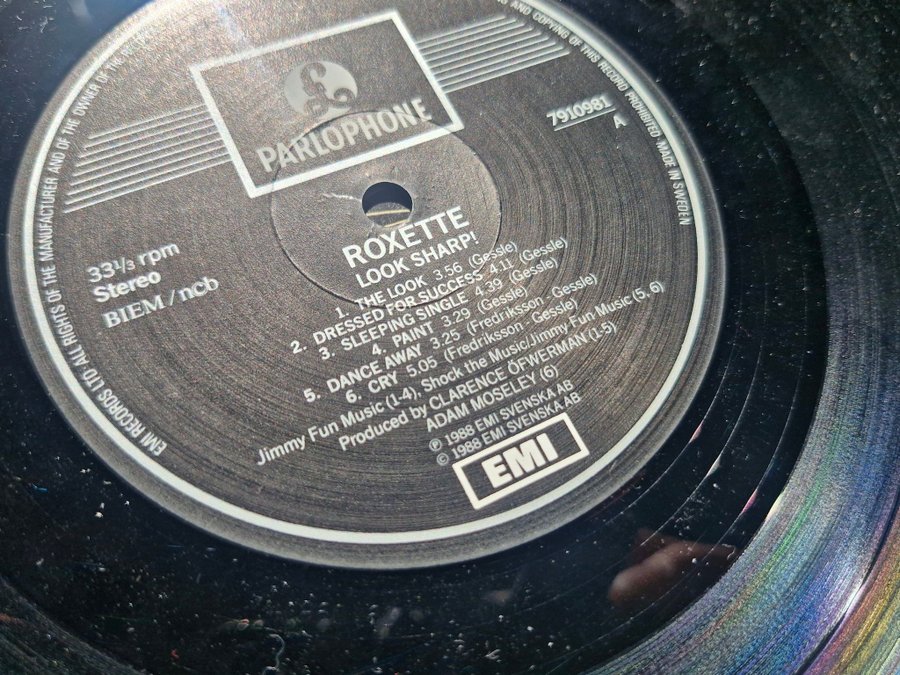 EMI RECORDS LTD ALL RIGHTS OF THE MANUFACTURER AND OF THE OWNER OF THE
AND COPYING OF THIS RECORD PROHIBITED MADE IN SWEDEN
£
PARLOPHONE
7910981
A
33⅓ rpm
Stereo
BIEM/ncb
ROXETTE
LOOK SHARP!
1. THE LOOK 3.56 (Gessle)
2. DRESSED FOR SUCCESS 4:11 (Gessle)
3. SLEEPING SINGLE 4.39 (Gessle)
4. PAINT 3.29 (Gessle)
5. DANCE AWAY 3.25 (Fredriksson - Gessle)
6. CRY 5.05 (Fredriksson - Gessle)
Jimmy Fun Music (1-4), Shock the Music/Jimmy Fun Music (5, 6)
Produced by CLARENCE ÖFWERMAN (1-5)
ADAM MOSELEY (6)
℗ 1988 EMI SVENSKA AB
© 1988 EMI SVENSKA AB
EMI